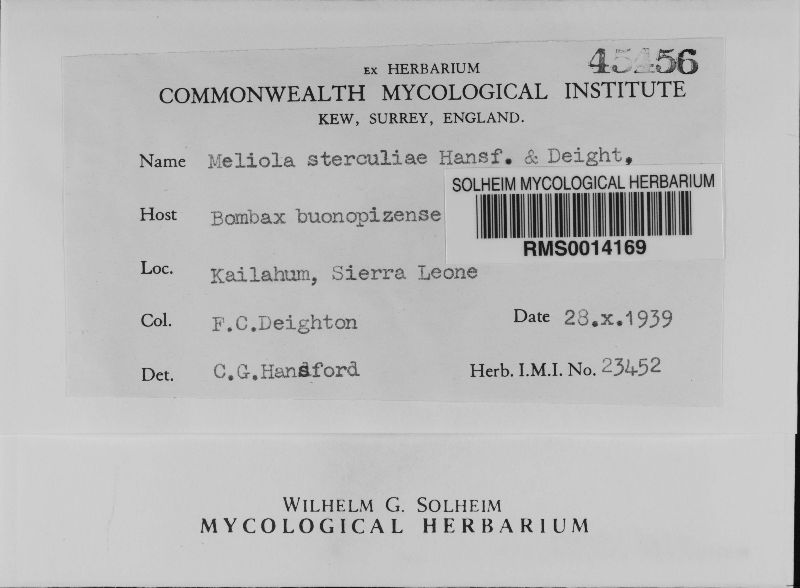 45456
EX HERBARIUM
COMMONWEALTH MYCOLOGICAL INSTITUTE
KEW, SURREY, ENGLAND.
Name Meliola sterculiae Hansf. & Deight.
SOLHEIM MYCOLOGICAL HERBARIUM
RMS0014169
Host Bombax buonopizense
Loc. Kailahum, Sierra Leone
Col. F.C.Deighton Date 28.x.1939
Det. C.G.Hansford Herb. I.M.I. No. 23452
WILHELM G. SOLHEIM
MYCOLOGICAL HERBARIUM